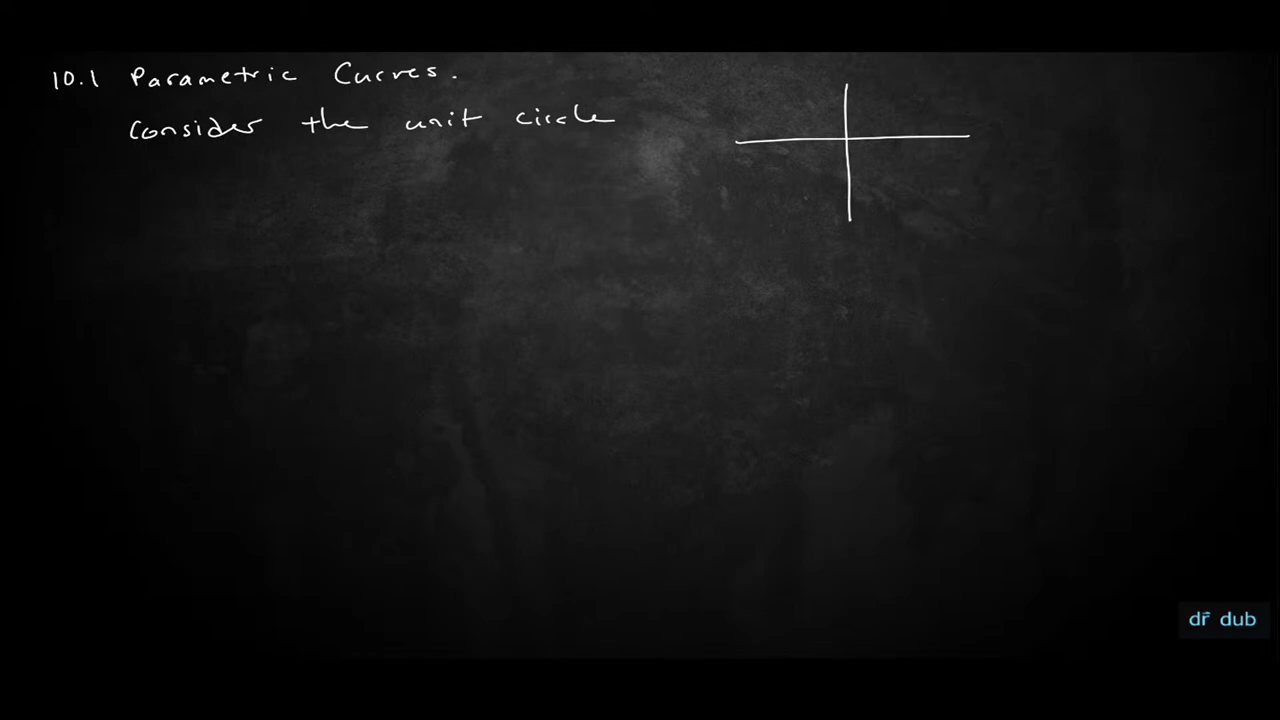 10.1 Parametric Curves.
Consider the unit circle
dr dub